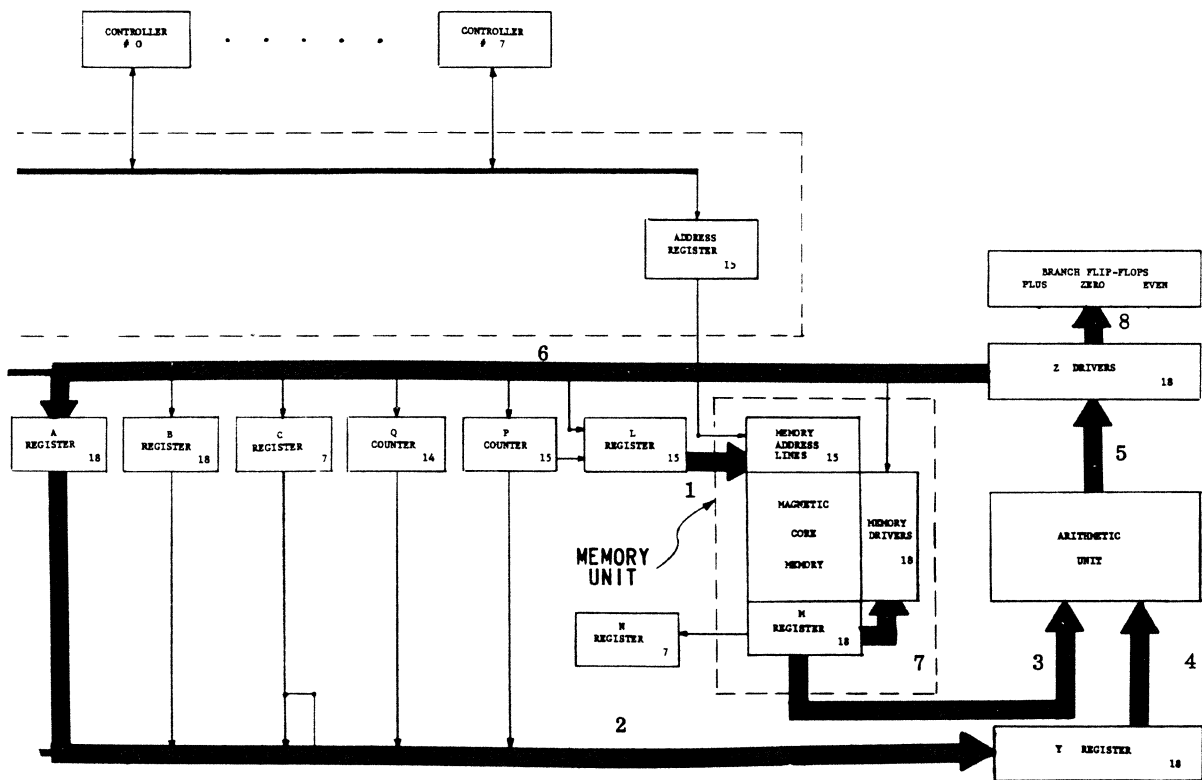 CONTROLLER
# 0
CONTROLLER
# 7
ADDRESS
REGISTER
15
BRANCH FLIP-FLOPS
PLUS ZERO EVEN
8
6
Z DRIVERS
18
A
REGISTER
18
B
REGISTER
18
C
REGISTER
7
Q
COUNTER
14
P
COUNTER
15
L
REGISTER
15
MEMORY
ADDRESS
LINES
15
5
1
MAGNETIC
CORE
MEMORY
MEMORY
DRIVERS
18
ARITHMETIC
UNIT
MEMORY
UNIT
N
REGISTER
7
M
REGISTER
18
7
3
4
2
Y REGISTER
18